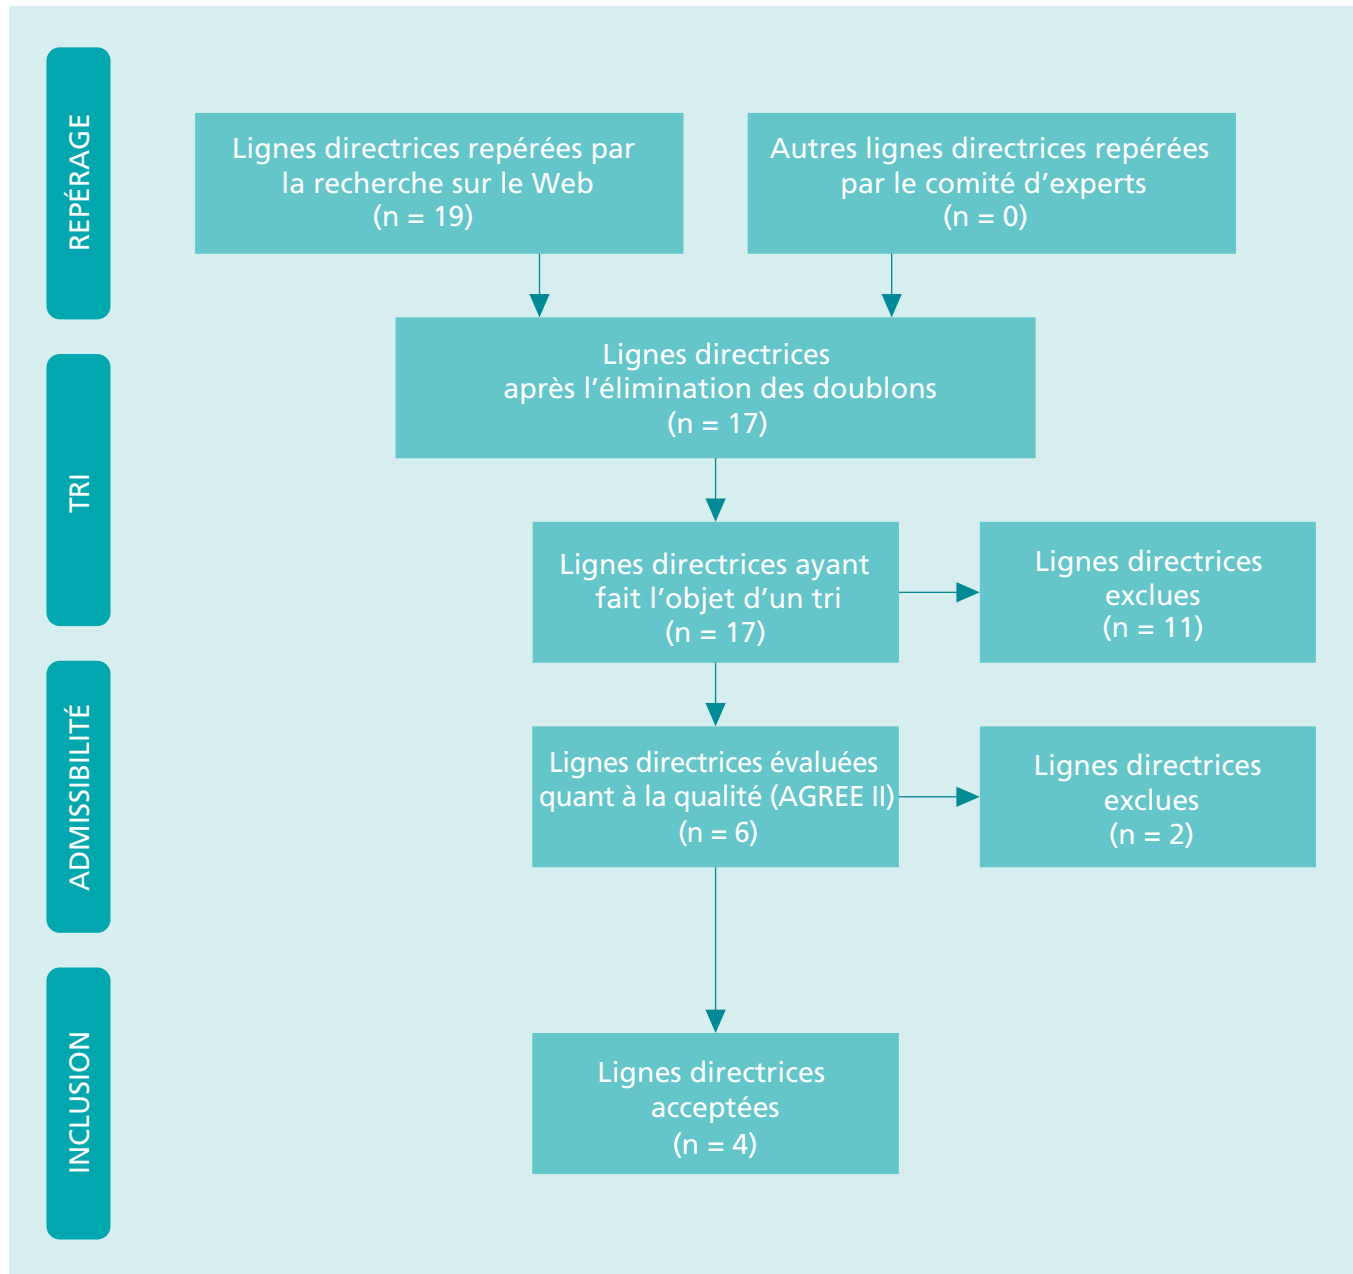 REPÉRAGE
Lignes directrices repérées par
la recherche sur le Web
(n = 19)
Autres lignes directrices repérées
par le comité d’experts
(n = 0)
Lignes directrices
après l’élimination des doublons
(n = 17)
TRI
Lignes directrices ayant
fait l’objet d’un tri
(n = 17)
Lignes directrices
exclues
(n = 11)
ADMISSIBILITÉ
Lignes directrices évaluées
quant à la qualité (AGREE II)
(n = 6)
Lignes directrices
exclues
(n = 2)
INCLUSION
Lignes directrices
acceptées
(n = 4)